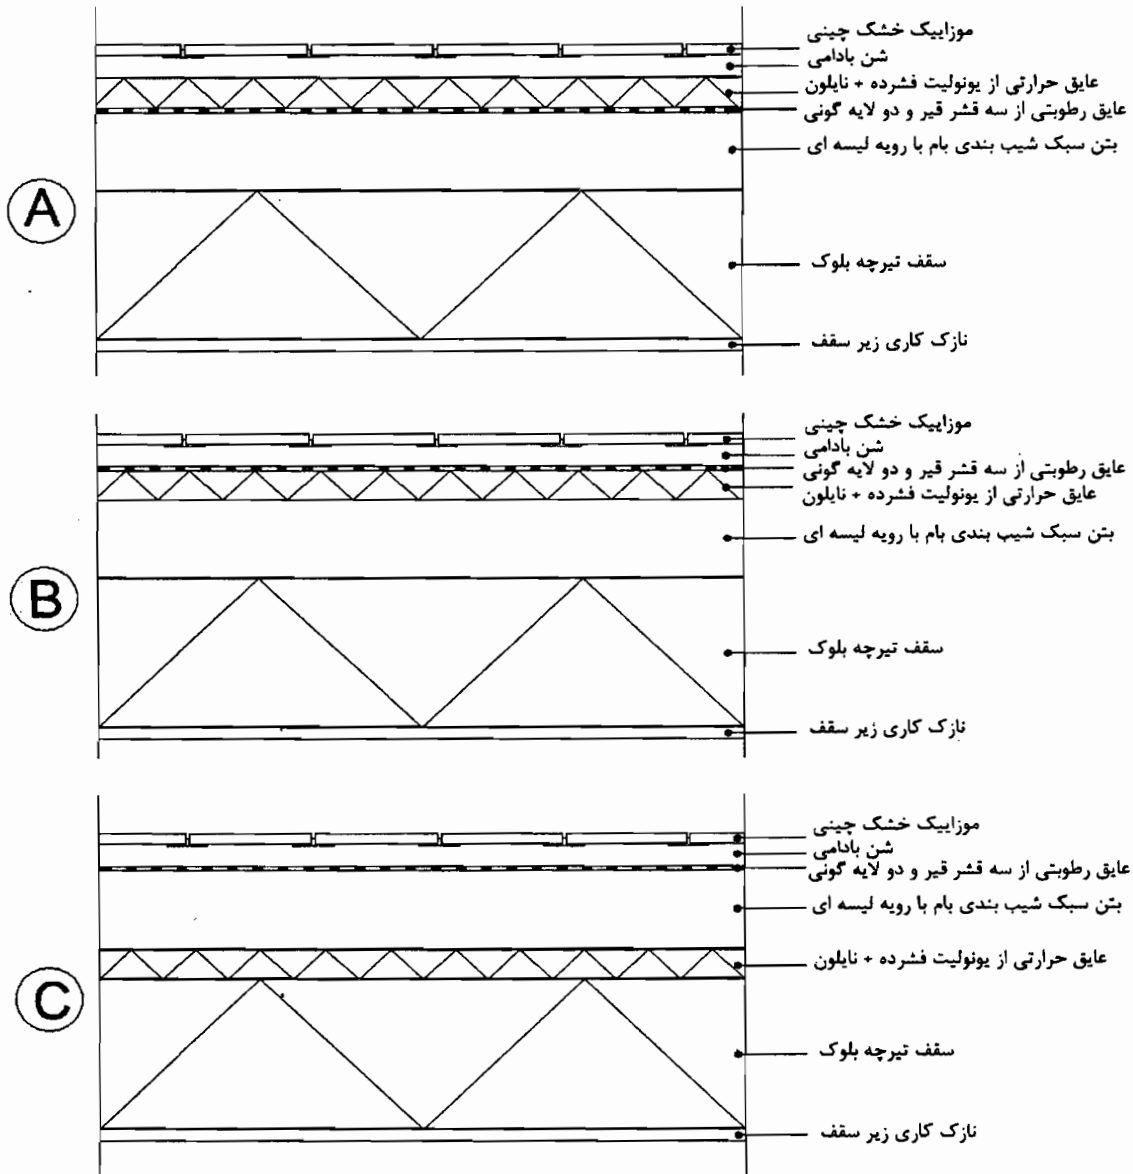 موزاییک خشک چینی
شن بادامی
عایق حرارتی از یونولیت فشرده + نایلون
عایق رطوبتی از سه قشر قیر و دو لایه گونی
بتن سبک شیب بندی بام با رویه لیسه ای
A
سقف تیرچه بلوک
نازک کاری زیر سقف
موزاییک خشک چینی
شن بادامی
عایق رطوبتی از سه قشر قیر و دو لایه گونی
عایق حرارتی از یونولیت فشرده + نایلون
بتن سبک شیب بندی بام با رویه لیسه ای
B
سقف تیرچه بلوک
نازک کاری زیر سقف
موزاییک خشک چینی
شن بادامی
عایق رطوبتی از سه قشر قیر و دو لایه گونی
بتن سبک شیب بندی بام با رویه لیسه ای
عایق حرارتی از یونولیت فشرده + نایلون
C
سقف تیرچه بلوک
نازک کاری زیر سقف